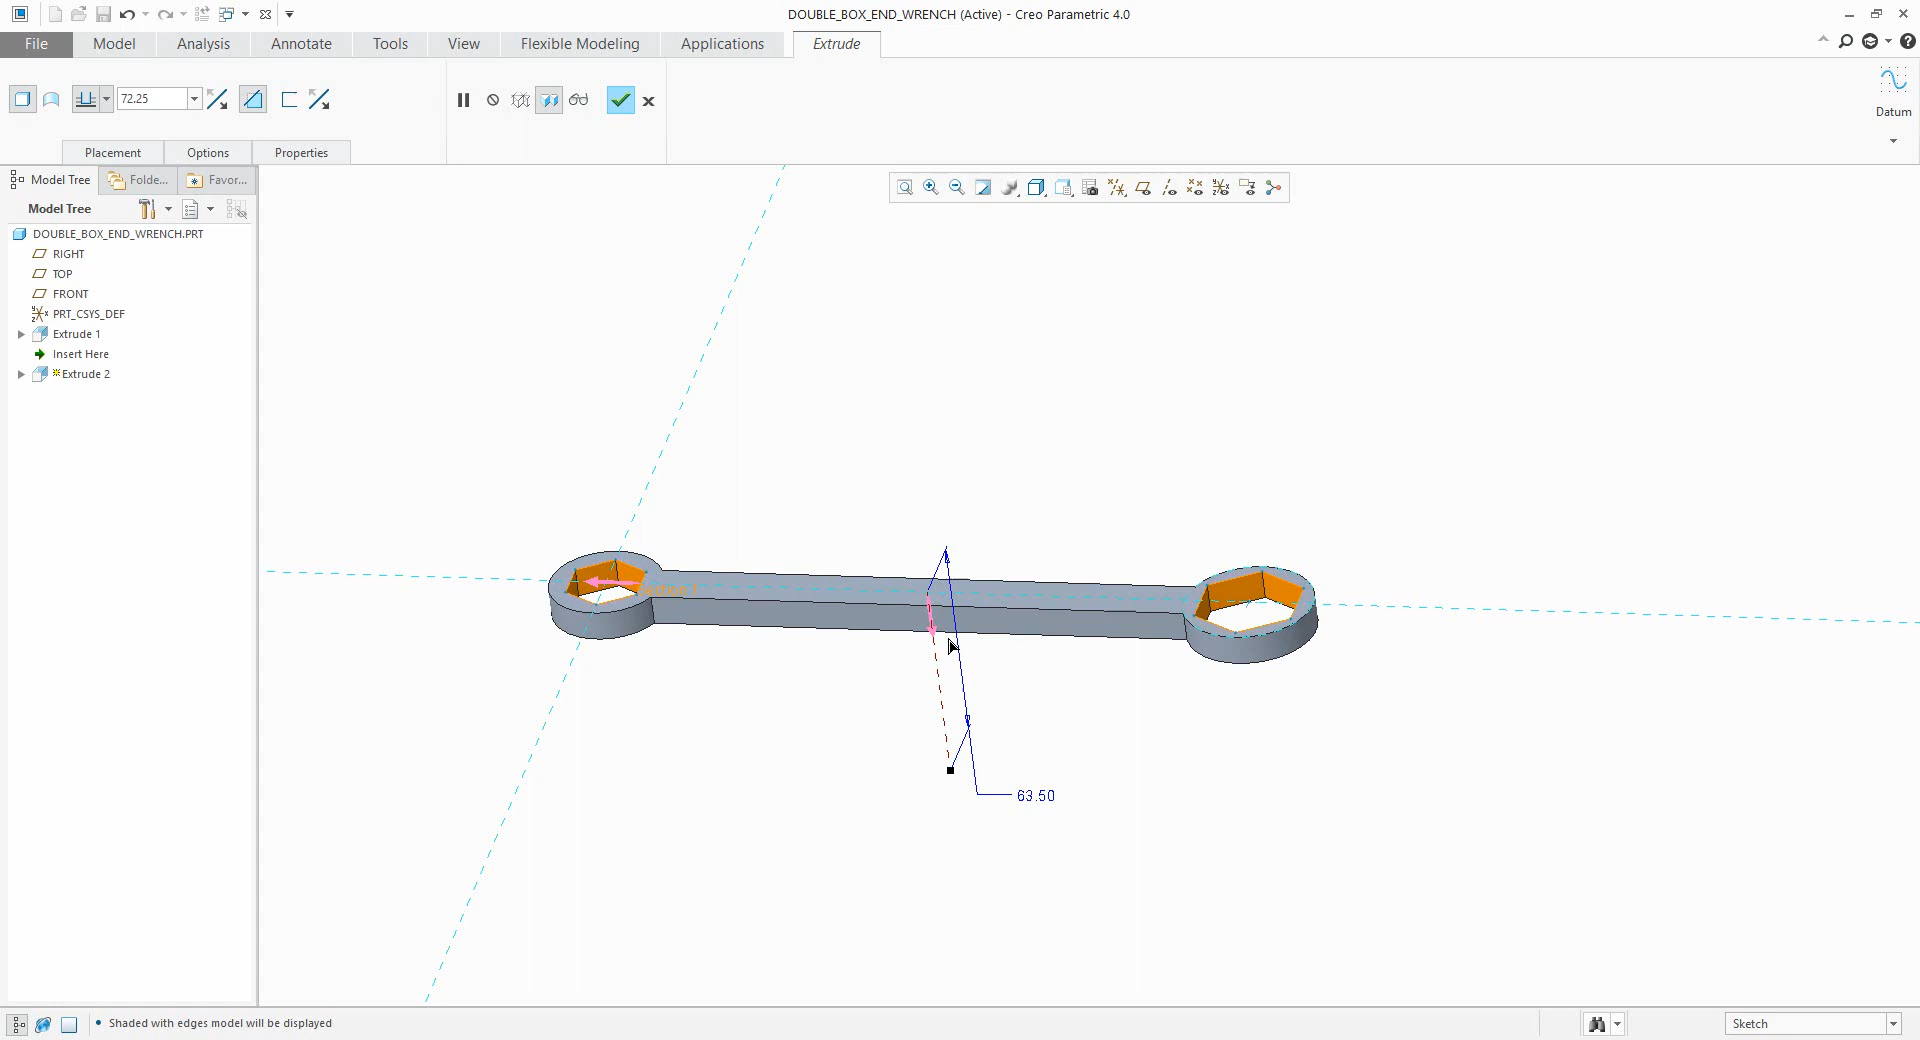 DOUBLE_BOX_END_WRENCH (Active) - Creo Parametric 4.0
File Model Analysis Annotate Tools View Flexible Modeling Applications Extrude
72.25
Datum
Placement Options Properties
Model Tree Folde... Favor...
Model Tree
DOUBLE_BOX_END_WRENCH.PRT
RIGHT
TOP
FRONT
PRT_CSYS_DEF
Extrude 1
Insert Here
Extrude 2
63.50
Shaded with edges model will be displayed
Sketch